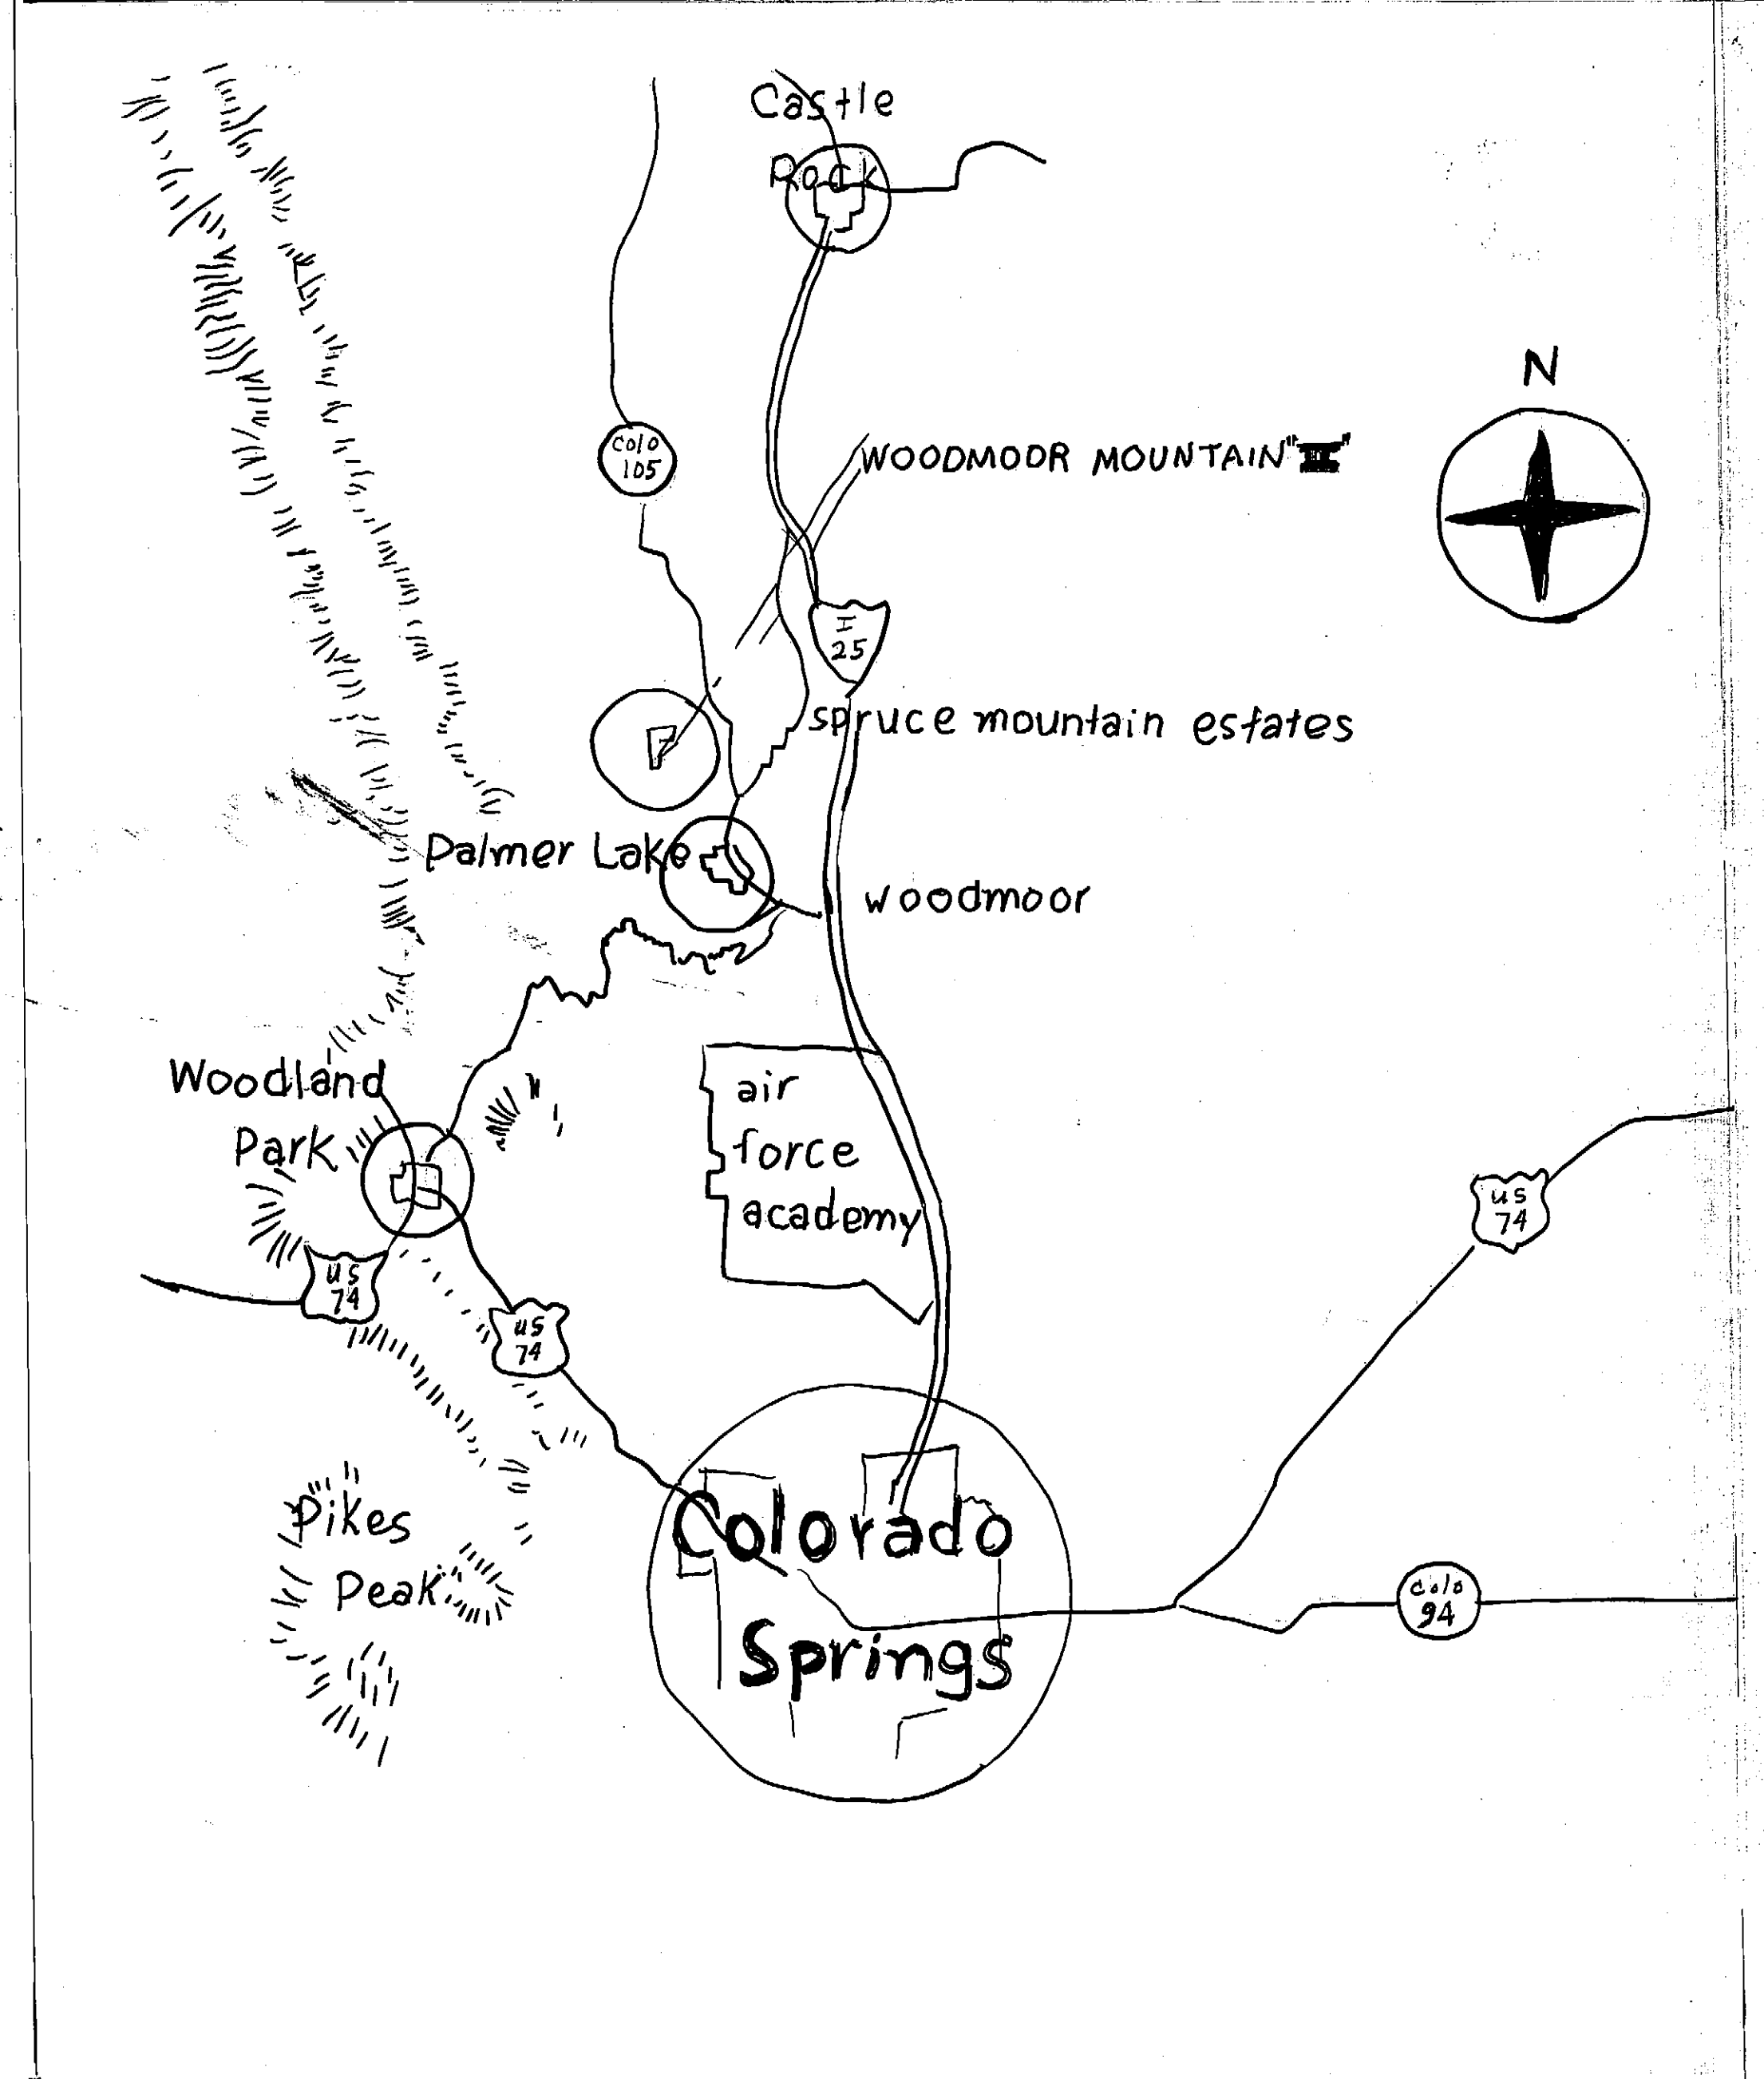 Castle
Rock
N
Colo
105
WOODMOOR MOUNTAIN "II"
I
25
spruce mountain estates
Palmer Lake
woodmoor
Woodland
Park
air
force
academy
us
74
us
74
us
74
Pikes
Peak
Colorado
Springs
Colo
94